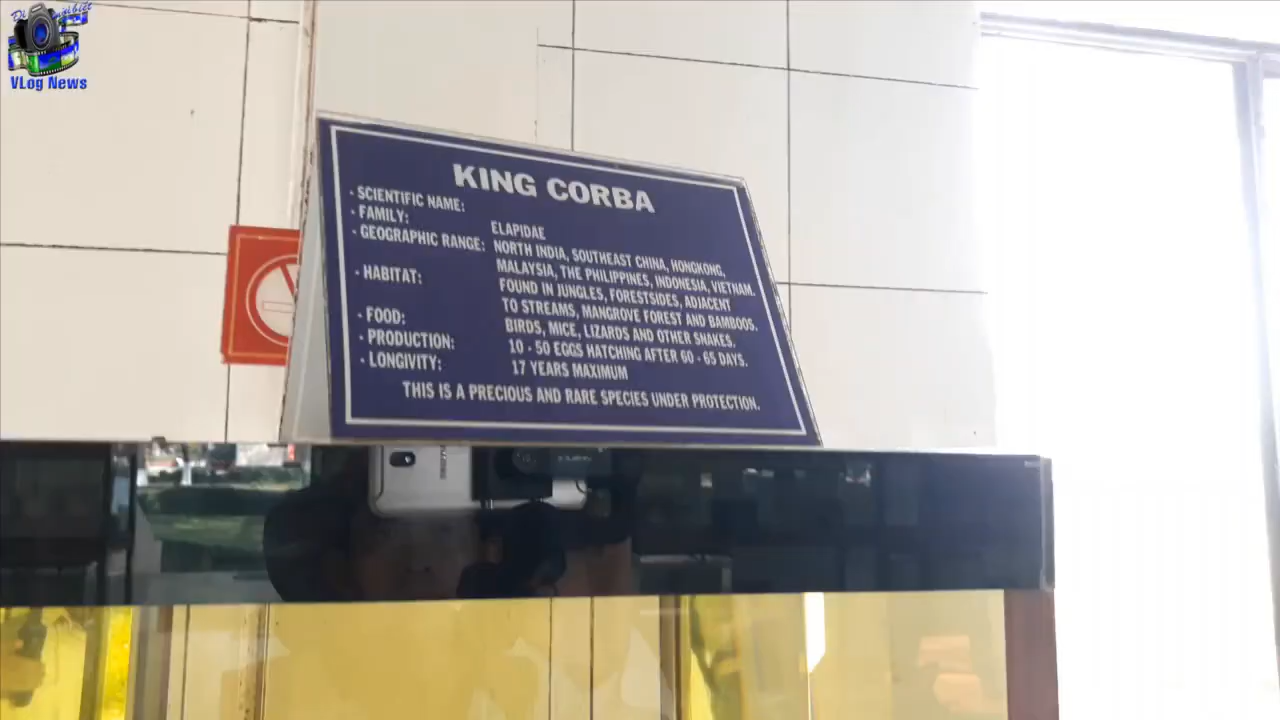 VLog News
KING CORBA
· SCIENTIFIC NAME:
· FAMILY: ELAPIDAE
· GEOGRAPHIC RANGE: NORTH INDIA, SOUTHEAST CHINA, HONGKONG,
MALAYSIA, THE PHILIPPINES, INDONESIA, VIETNAM.
· HABITAT: FOUND IN JUNGLES, FORESTSIDES, ADJACENT
TO STREAMS, MANGROVE FOREST AND BAMBOOS.
· FOOD: BIRDS, MICE, LIZARDS AND OTHER SNAKES.
· PRODUCTION: 10 - 50 EGGS HATCHING AFTER 60 - 65 DAYS.
· LONGIVITY: 17 YEARS MAXIMUM
THIS IS A PRECIOUS AND RARE SPECIES UNDER PROTECTION.